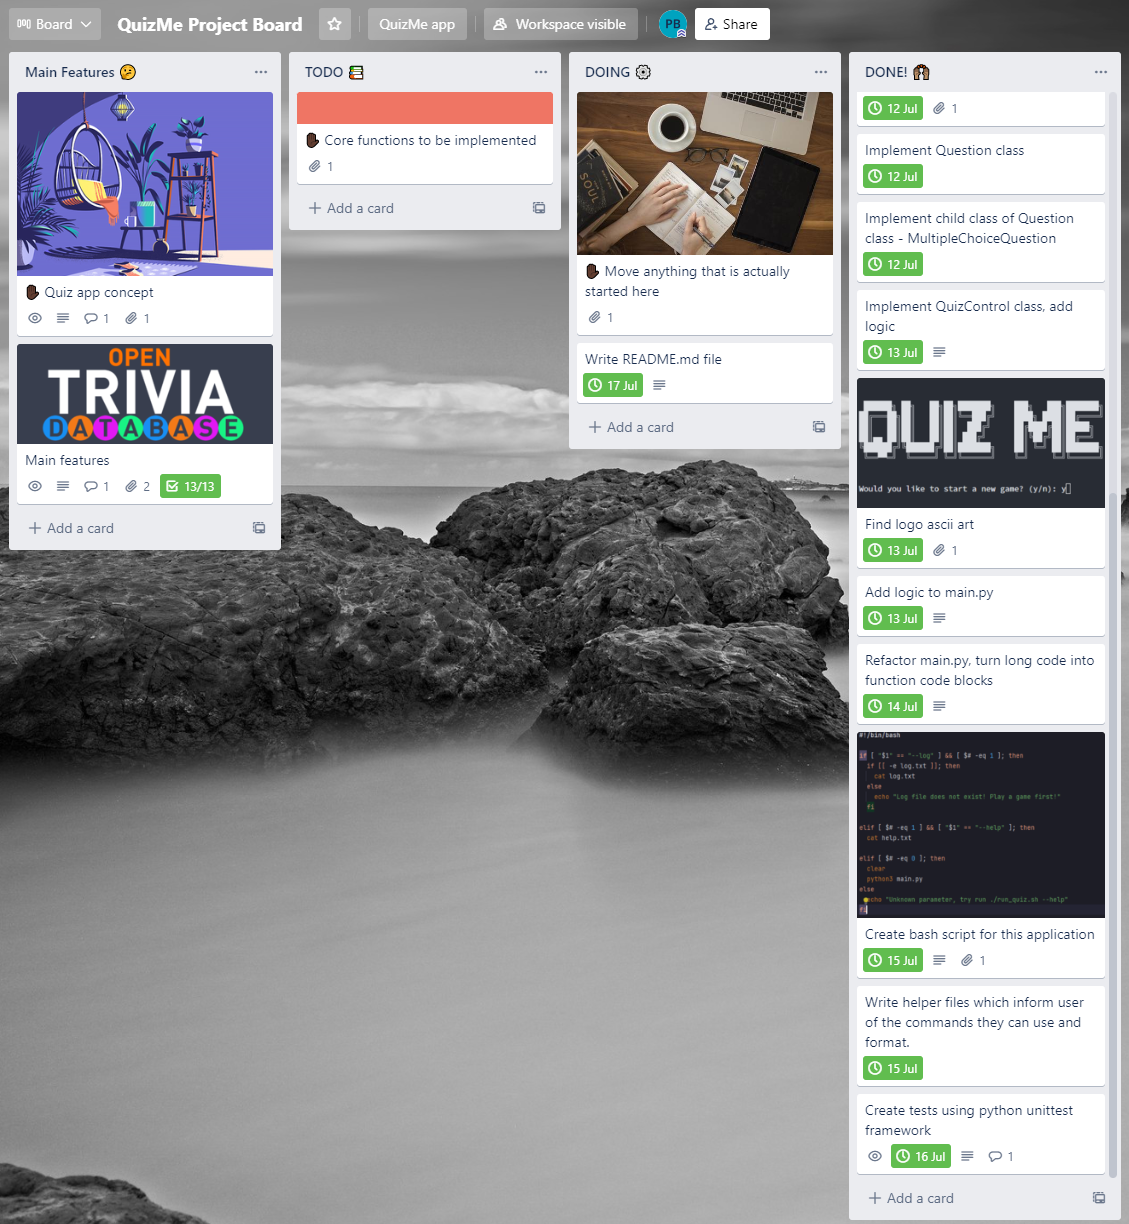 Board
QuizMe Project Board
QuizMe app
Workspace visible
PB
Share
Main Features
Quiz app concept
1
1
OPEN
TRIVIA
DATABASE
Main features
1
2
13/13
Add a card
TODO
Core functions to be implemented
1
Add a card
DOING
SOUL
Move anything that is actually
started here
1
Write README.md file
17 Jul
Add a card
DONE!
12 Jul
1
Implement Question class
12 Jul
Implement child class of Question
class - MultipleChoiceQuestion
12 Jul
Implement QuizControl class, add
logic
13 Jul
QUIZ ME
Would you like to start a new game? (y/n): y
Find logo ascii art
13 Jul
1
Add logic to main.py
13 Jul
Refactor main.py, turn long code into
function code blocks
14 Jul
#!/bin/bash
if [ "$1" == "--log" ] && [ $# -eq 1 ]; then
if [[ -e log.txt ]]; then
cat log.txt
else
echo "Log file does not exist! Play a game first!"
fi
elif [ $# -eq 1 ] && [ "$1" == "--help" ]; then
cat help.txt
elif [ $# -eq 0 ]; then
clear
python3 main.py
else
echo "Unknown parameter, try run ./run_quiz.sh --help"
fi
Create bash script for this application
15 Jul
1
Write helper files which inform user
of the commands they can use and
format.
15 Jul
Create tests using python unittest
framework
16 Jul
1
Add a card